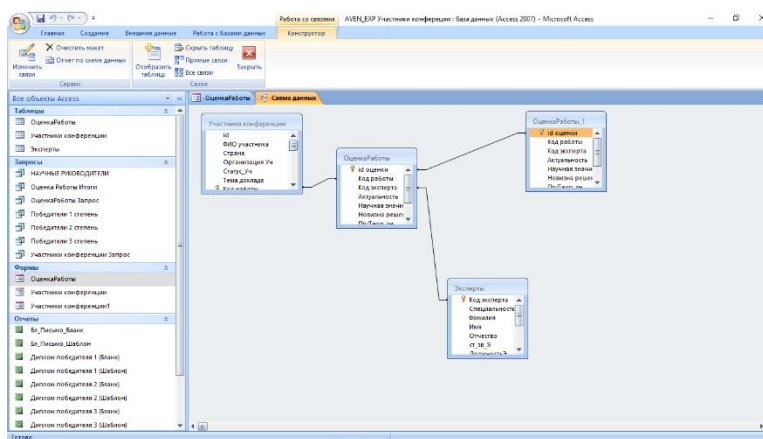 Работа со связями
AVEN_EXP Участники конфереции : база данных (Access 2007) - Microsoft Access
Главная Создание Внешние данные Работа с базами данных Конструктор
Изменить связи
Очистить макет
Отчет по схеме данных
Сервис
Отобразить таблицу
Скрыть таблицу
Прямые связи
Все связи
Закрыть
Связи
Все объекты Access
Таблицы
ОценкаРаботы
Участники конференции
Эксперты
Запросы
НАУЧНЫЕ РУКОВОДИТЕЛИ
Оценка Работы Итоги
ОценкаРаботы Запрос
Победители 1 степень
Победители 2 степень
Победители 3 степень
Участники конференции Запрос
Формы
ОценкаРаботы
Участники конференции
Участники конференции1
Отчеты
Бл_Письмо_Бланк
Бл_Письмо_Шаблон
Диплом победителя 1 (Бланк)
Диплом победителя 1 (Шаблон)
Диплом победителя 2 (Бланк)
Диплом победителя 2 (Шаблон)
Диплом победителя 3 (Бланк)
Диплом победителя 3 (Шаблон)
ОценкаРаботы
Схема данных
Участники конференции
Id
ФИО участника
Страна
Организация Уч
Статус_Уч
Тема доклада
Код работы
ОценкаРаботы
id оценки
Код работы
Код эксперта
Актуальность
Научная значи
Новизна решен
ОценкаРаботы_1
id оценки
Код работы
Код эксперта
Актуальность
Научная значи
Новизна решен
Эксперты
Код эксперта
Специальность
Фамилия
Имя
Отчество
ст_зв_Э
ДолжностьЭ
Готово